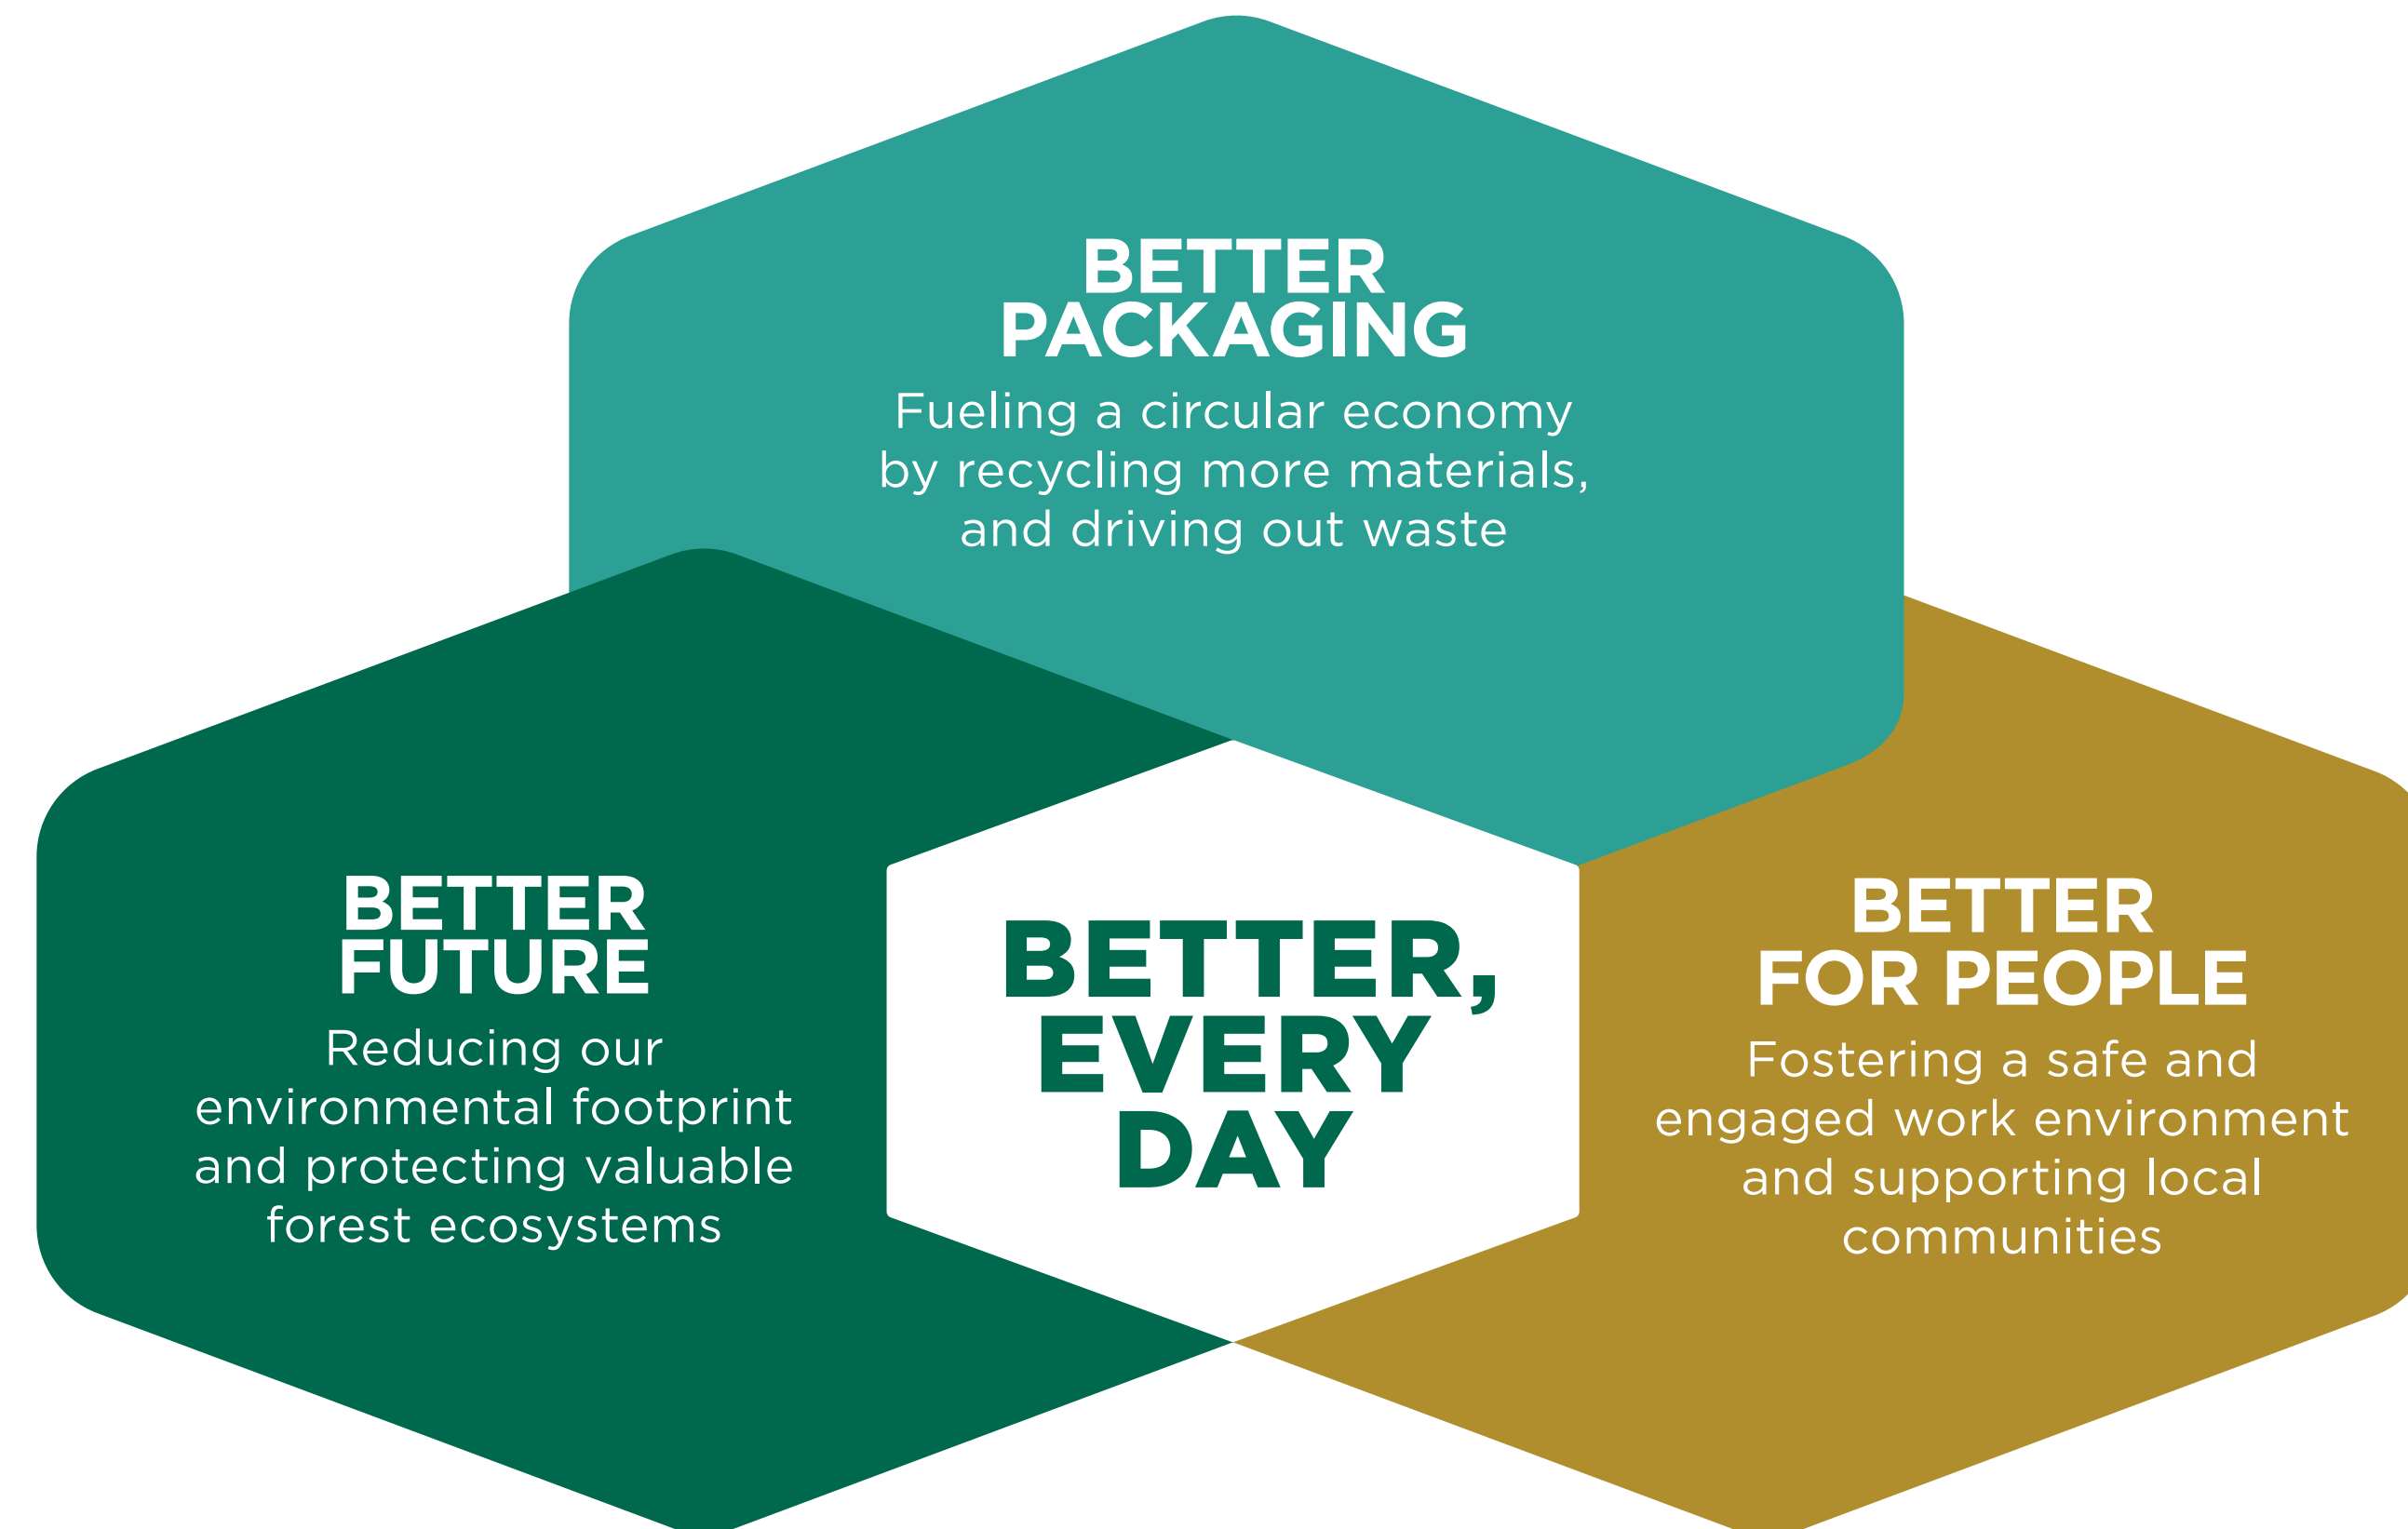 BETTER
PACKAGING
Fueling a circular economy
by recycling more materials,
and driving out waste
BETTER
FUTURE
Reducing our
environmental footprint
and protecting valuable
forest ecosystems
BETTER,
EVERY
DAY
BETTER
FOR PEOPLE
Fostering a safe and
engaged work environment
and supporting local
communities